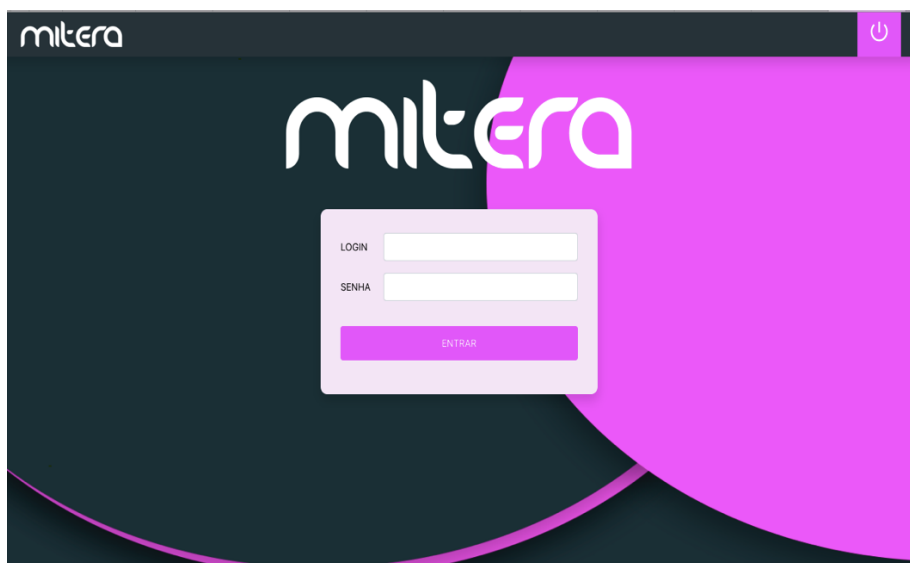 mitera
mitera
LOGIN
SENHA
ENTRAR